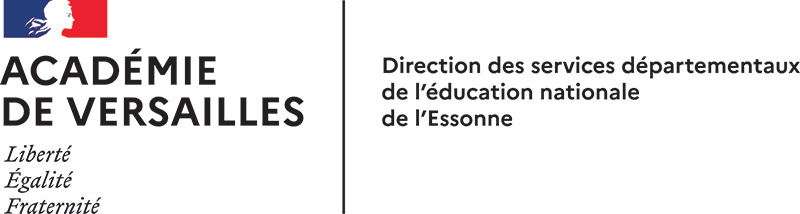 ACADÉMIE
DE VERSAILLES
Liberté
Égalité
Fraternité
Direction des services départementaux
de l'éducation nationale
de l'Essonne